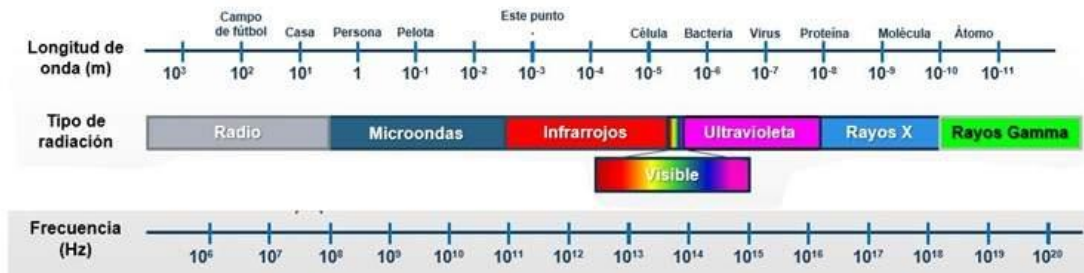 Campo
de fútbol
Casa
Persona
Pelota
Este punto
.
Célula
Bacteria
Virus
Proteína
Molécula
Átomo
Longitud de
onda (m)
10³ 10² 10¹ 1 10⁻¹ 10⁻² 10⁻³ 10⁻⁴ 10⁻⁵ 10⁻⁶ 10⁻⁷ 10⁻⁸ 10⁻⁹ 10⁻¹⁰ 10⁻¹¹
Tipo de
radiación
Radio Microondas Infrarrojos Ultravioleta Rayos X Rayos Gamma
Visible
Frecuencia
(Hz)
10⁶ 10⁷ 10⁸ 10⁹ 10¹⁰ 10¹¹ 10¹² 10¹³ 10¹⁴ 10¹⁵ 10¹⁶ 10¹⁷ 10¹⁸ 10¹⁹ 10²⁰